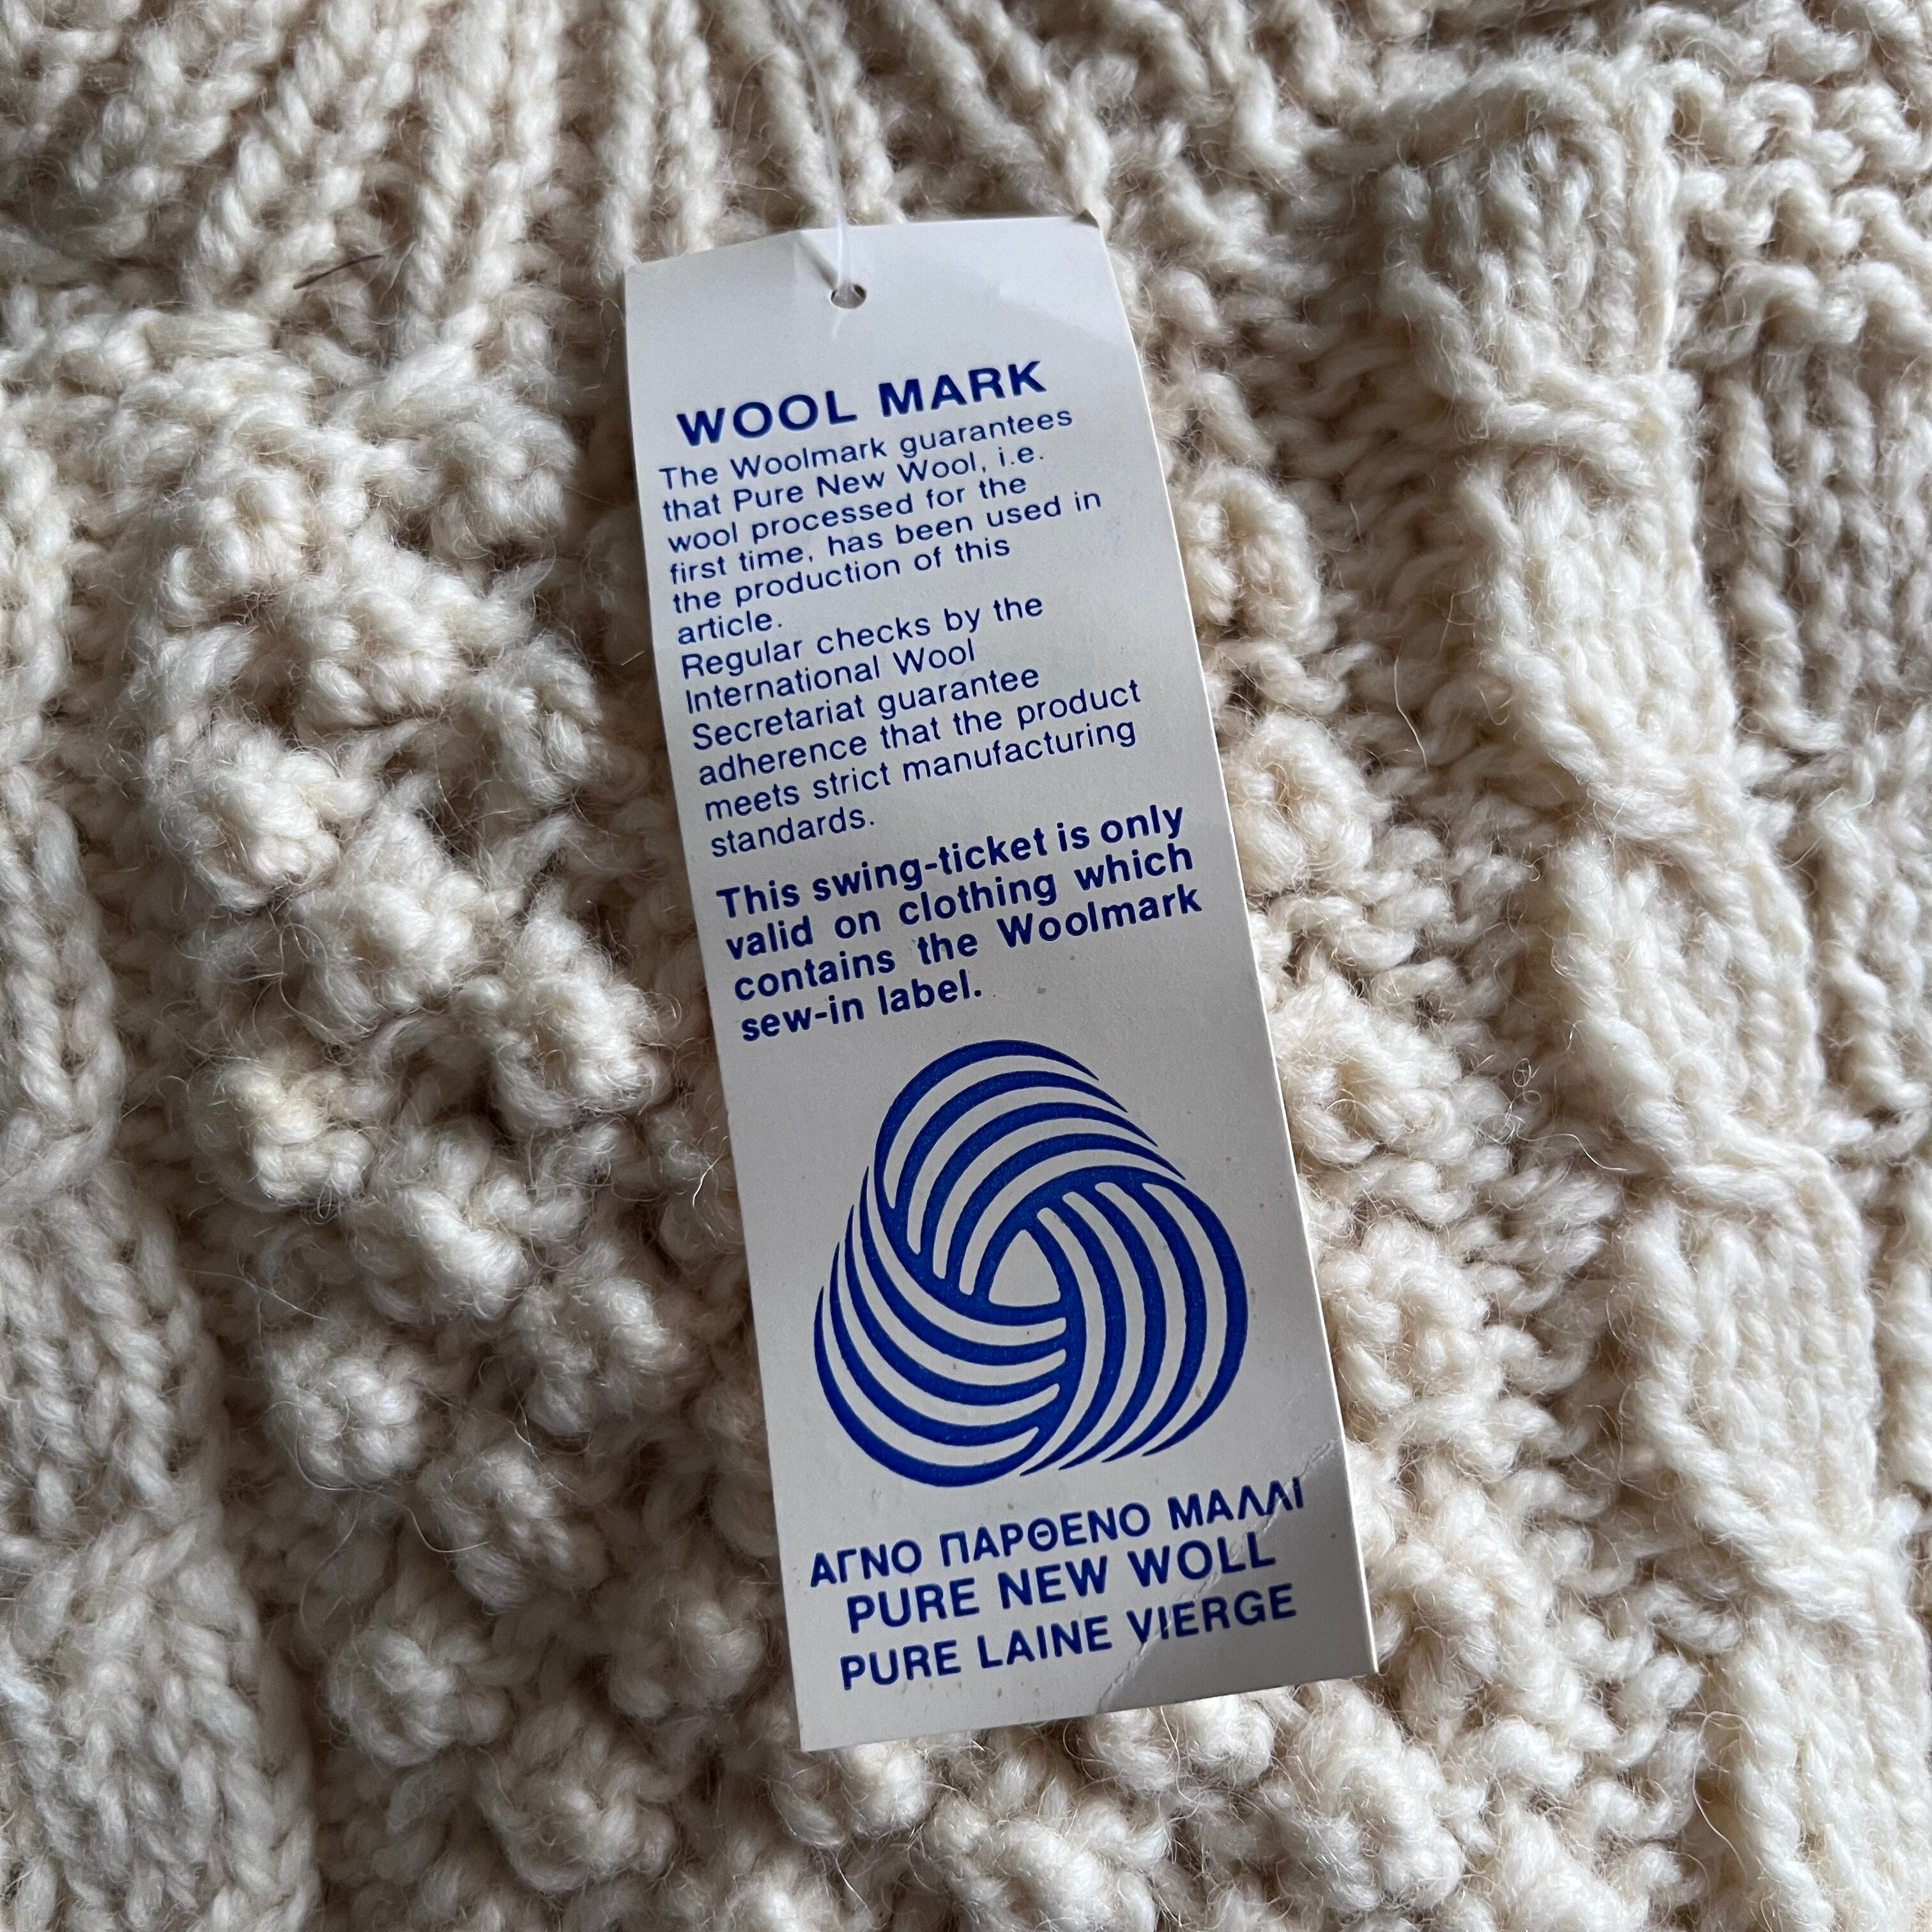 WOOL MARK
The Woolmark guarantees
that Pure New Wool, i.e.
wool processed for the
first time, has been used in
the production of this
article.
Regular checks by the
International Wool
Secretariat guarantee
adherence that the product
meets strict manufacturing
standards.
This swing-ticket is only
valid on clothing which
contains the Woolmark
sew-in label.
ΑΓΝΟ ΠΑΡΘΕΝΟ ΜΑΛΛΙ
PURE NEW WOLL
PURE LAINE VIERGE